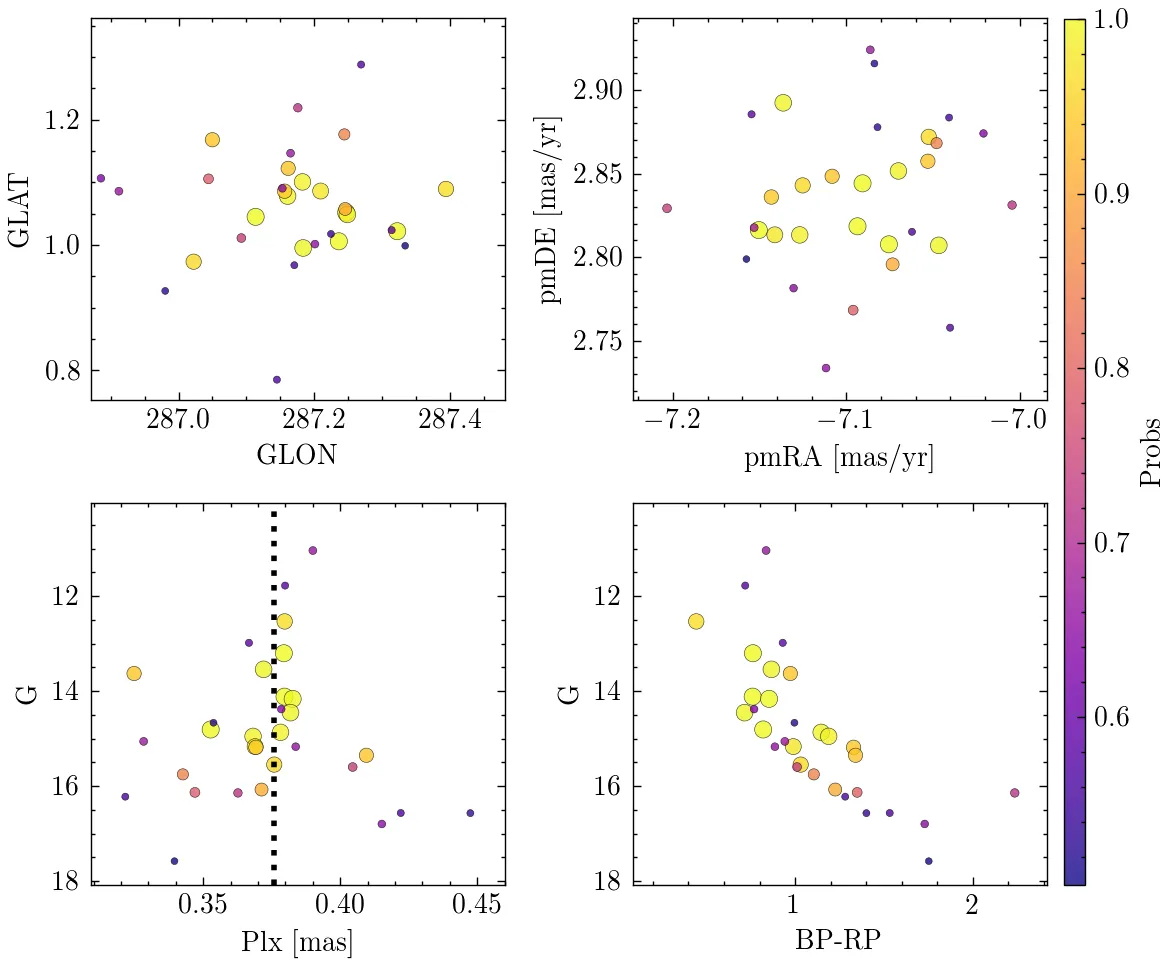 1.2
1.0
0.8
GLAT
287.0 287.2 287.4
GLON
2.90
2.85
2.80
2.75
pmDE [mas/yr]
−7.2 −7.1 −7.0
pmRA [mas/yr]
1.0
0.9
0.8
0.7
0.6
Probs
12
14
16
18
G
0.35 0.40 0.45
Plx [mas]
12
14
16
18
G
1 2
BP-RP